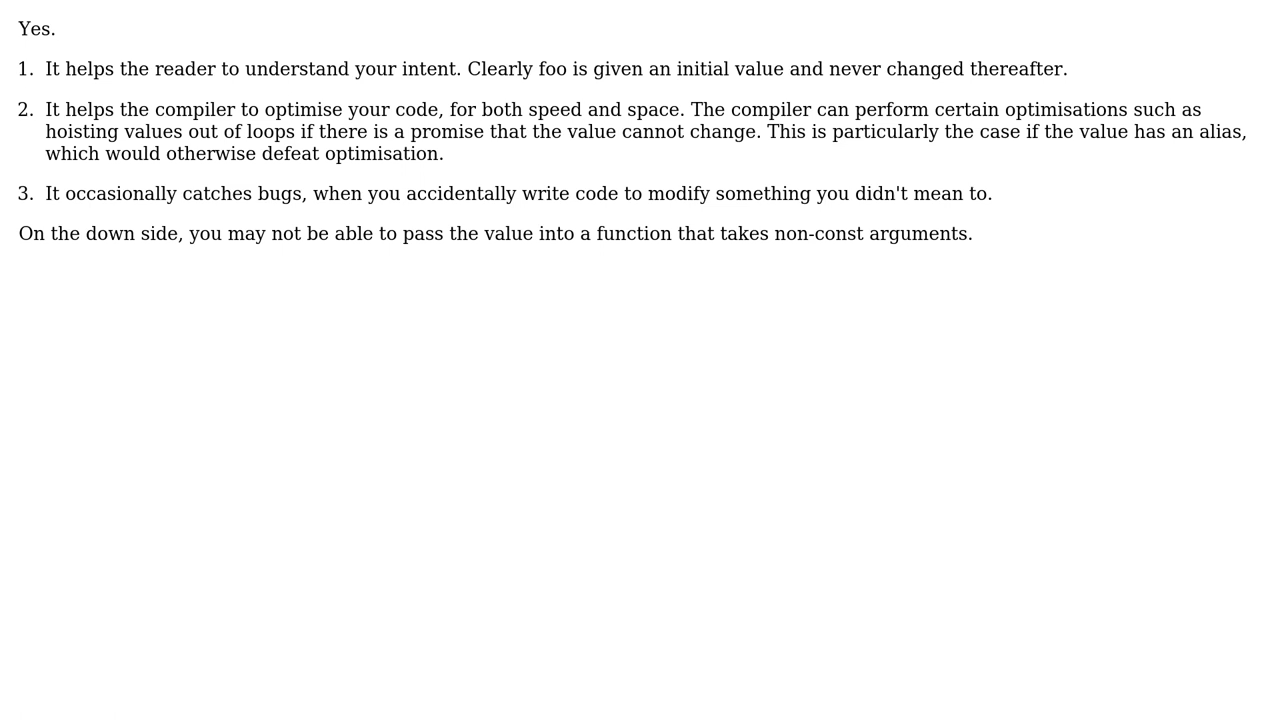 Yes.
1. It helps the reader to understand your intent. Clearly foo is given an initial value and never changed thereafter.
2. It helps the compiler to optimise your code, for both speed and space. The compiler can perform certain optimisations such as
hoisting values out of loops if there is a promise that the value cannot change. This is particularly the case if the value has an alias,
which would otherwise defeat optimisation.
3. It occasionally catches bugs, when you accidentally write code to modify something you didn't mean to.
On the down side, you may not be able to pass the value into a function that takes non-const arguments.